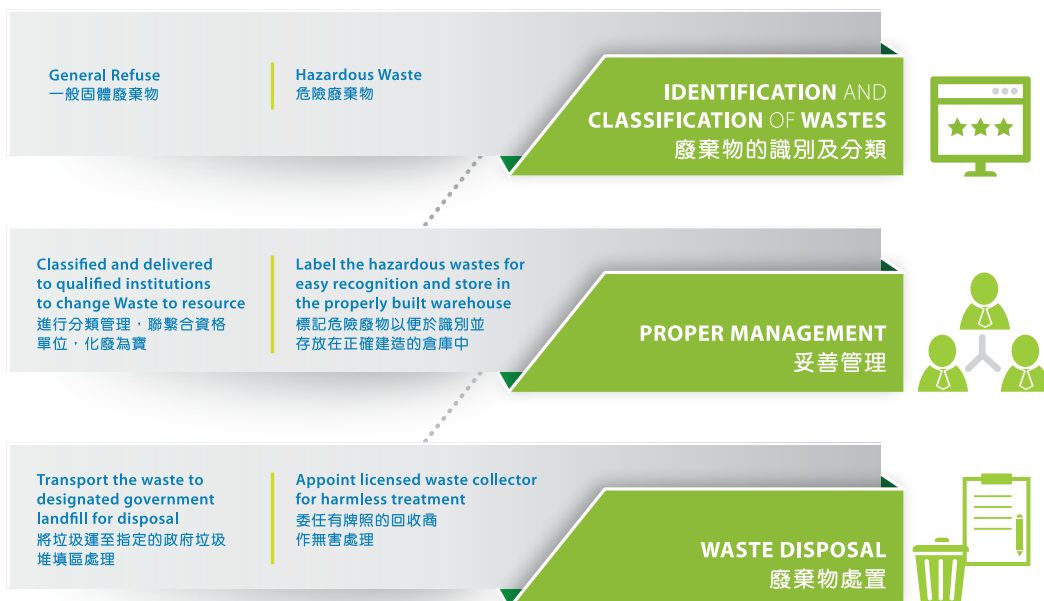 General Refuse
一般固體廢棄物
Hazardous Waste
危險廢棄物
IDENTIFICATION AND
CLASSIFICATION OF WASTES
廢棄物的識別及分類
Classified and delivered
to qualified institutions
to change Waste to resource
進行分類管理，聯繫合資格
單位，化廢為寶
Label the hazardous wastes for
easy recognition and store in
the properly built warehouse
標記危險廢物以便於識別並
存放在正確建造的倉庫中
PROPER MANAGEMENT
妥善管理
Transport the waste to
designated government
landfill for disposal
將垃圾運至指定的政府垃圾
堆填區處理
Appoint licensed waste collector
for harmless treatment
委任有牌照的回收商
作無害處理
WASTE DISPOSAL
廢棄物處置